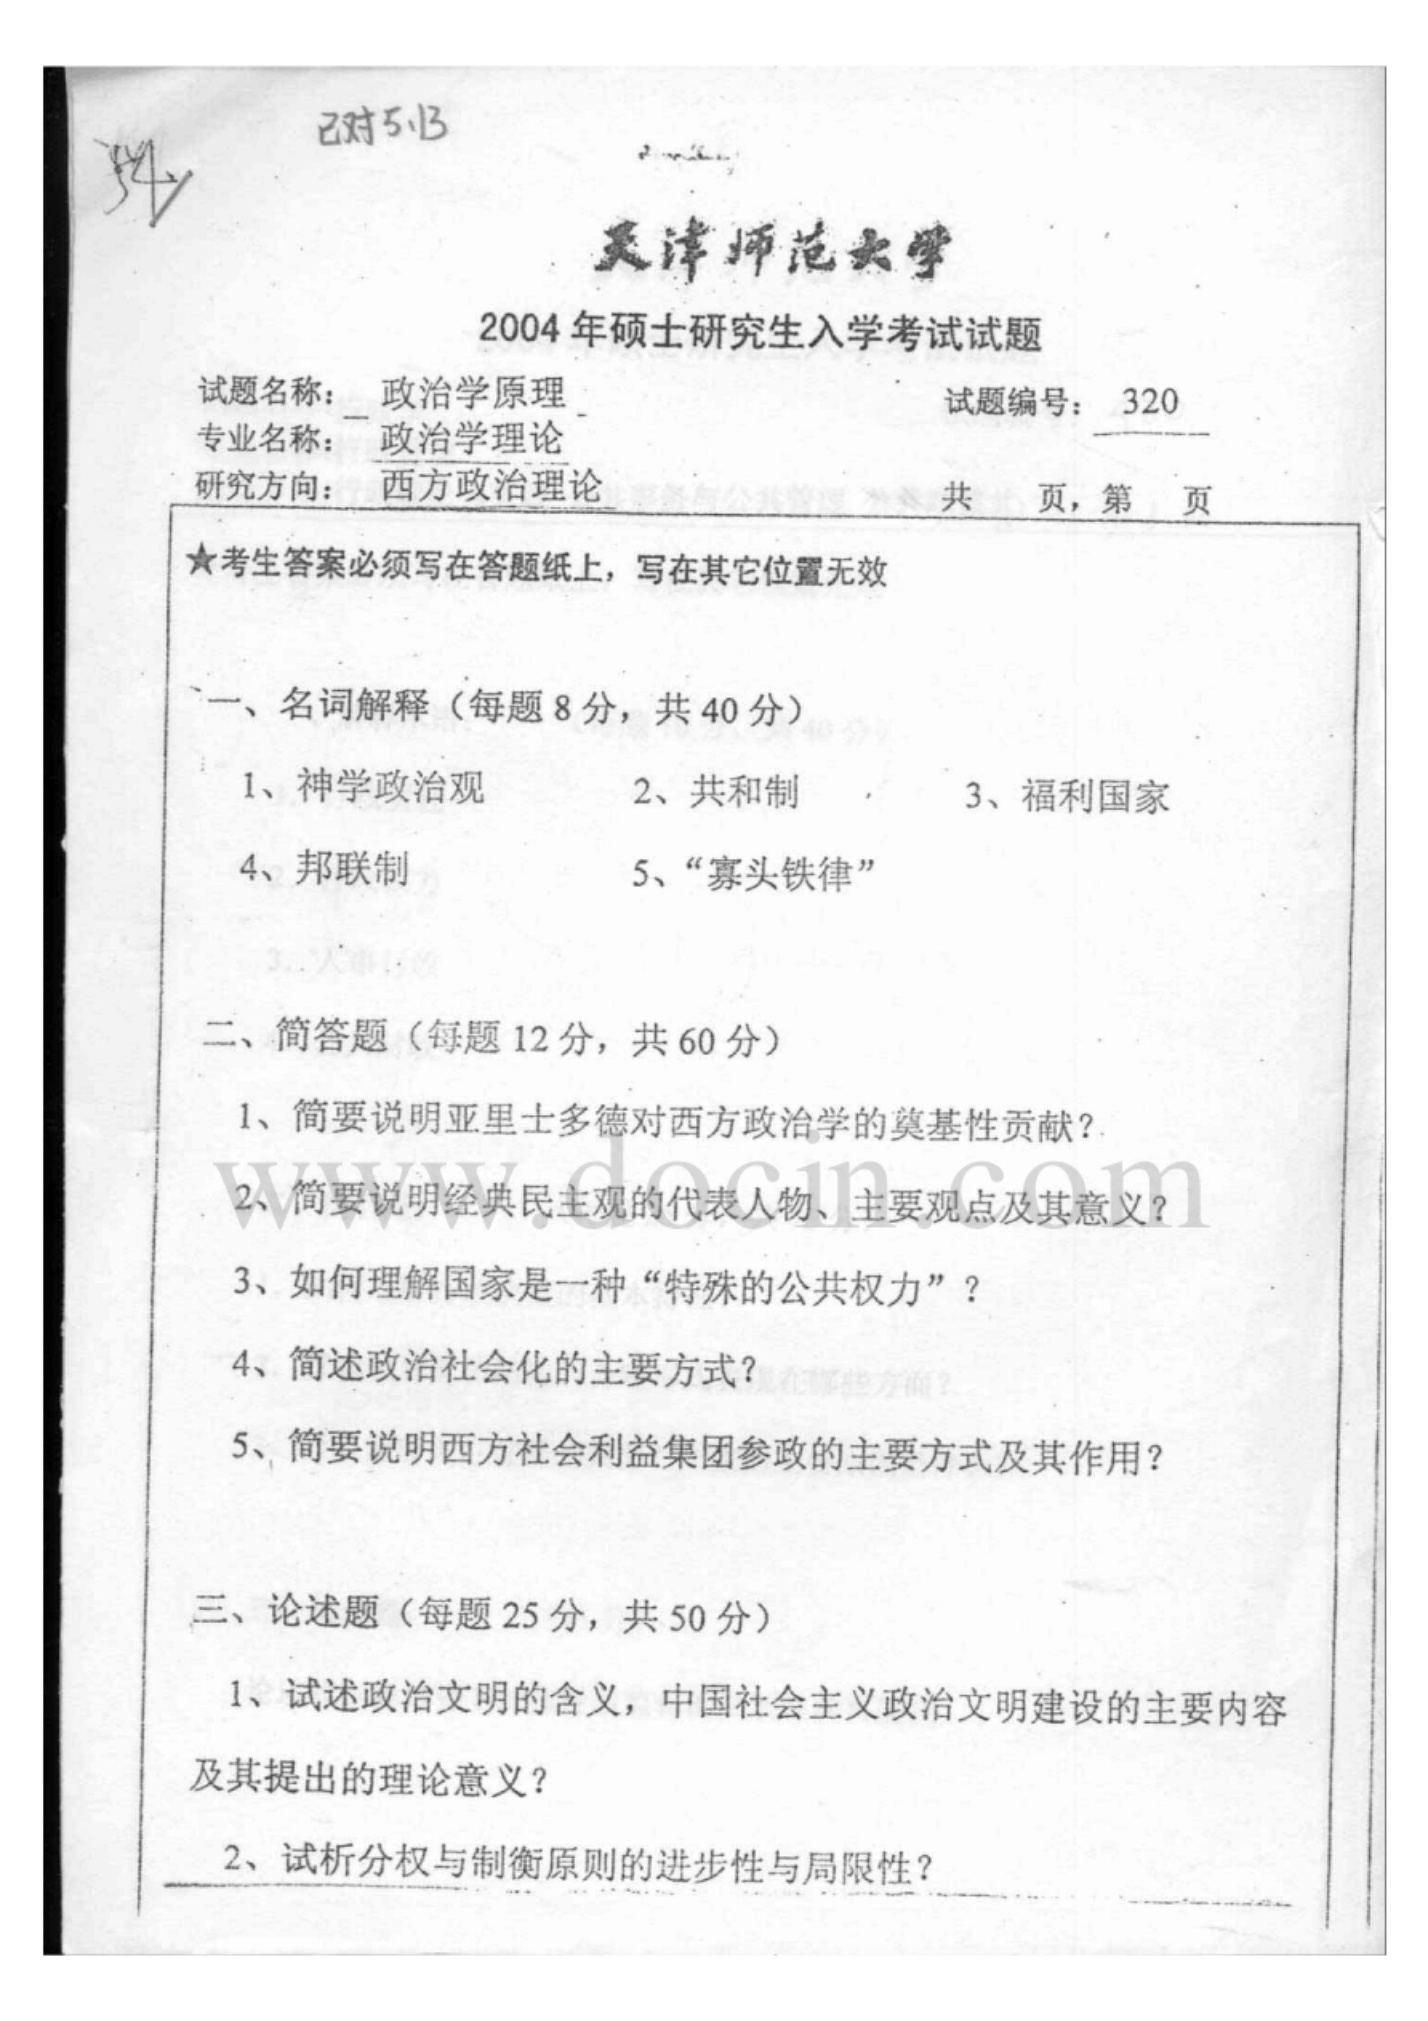 已对5.13
天津师范大学
2004年硕士研究生入学考试试题
试题名称： 政治学原理 试题编号： 320
专业名称： 政治学理论
研究方向： 西方政治理论 共 页，第 页
★考生答案必须写在答题纸上，写在其它位置无效
一、名词解释（每题8分，共40分）
1、神学政治观 2、共和制 3、福利国家
4、邦联制 5、“寡头铁律”
二、简答题（每题12分，共60分）
1、简要说明亚里士多德对西方政治学的奠基性贡献？
www.docin.com
2、简要说明经典民主观的代表人物、主要观点及其意义？
3、如何理解国家是一种“特殊的公共权力”？
4、简述政治社会化的主要方式？
5、简要说明西方社会利益集团参政的主要方式及其作用？
三、论述题（每题25分，共50分）
1、试述政治文明的含义，中国社会主义政治文明建设的主要内容
及其提出的理论意义？
2、试析分权与制衡原则的进步性与局限性？